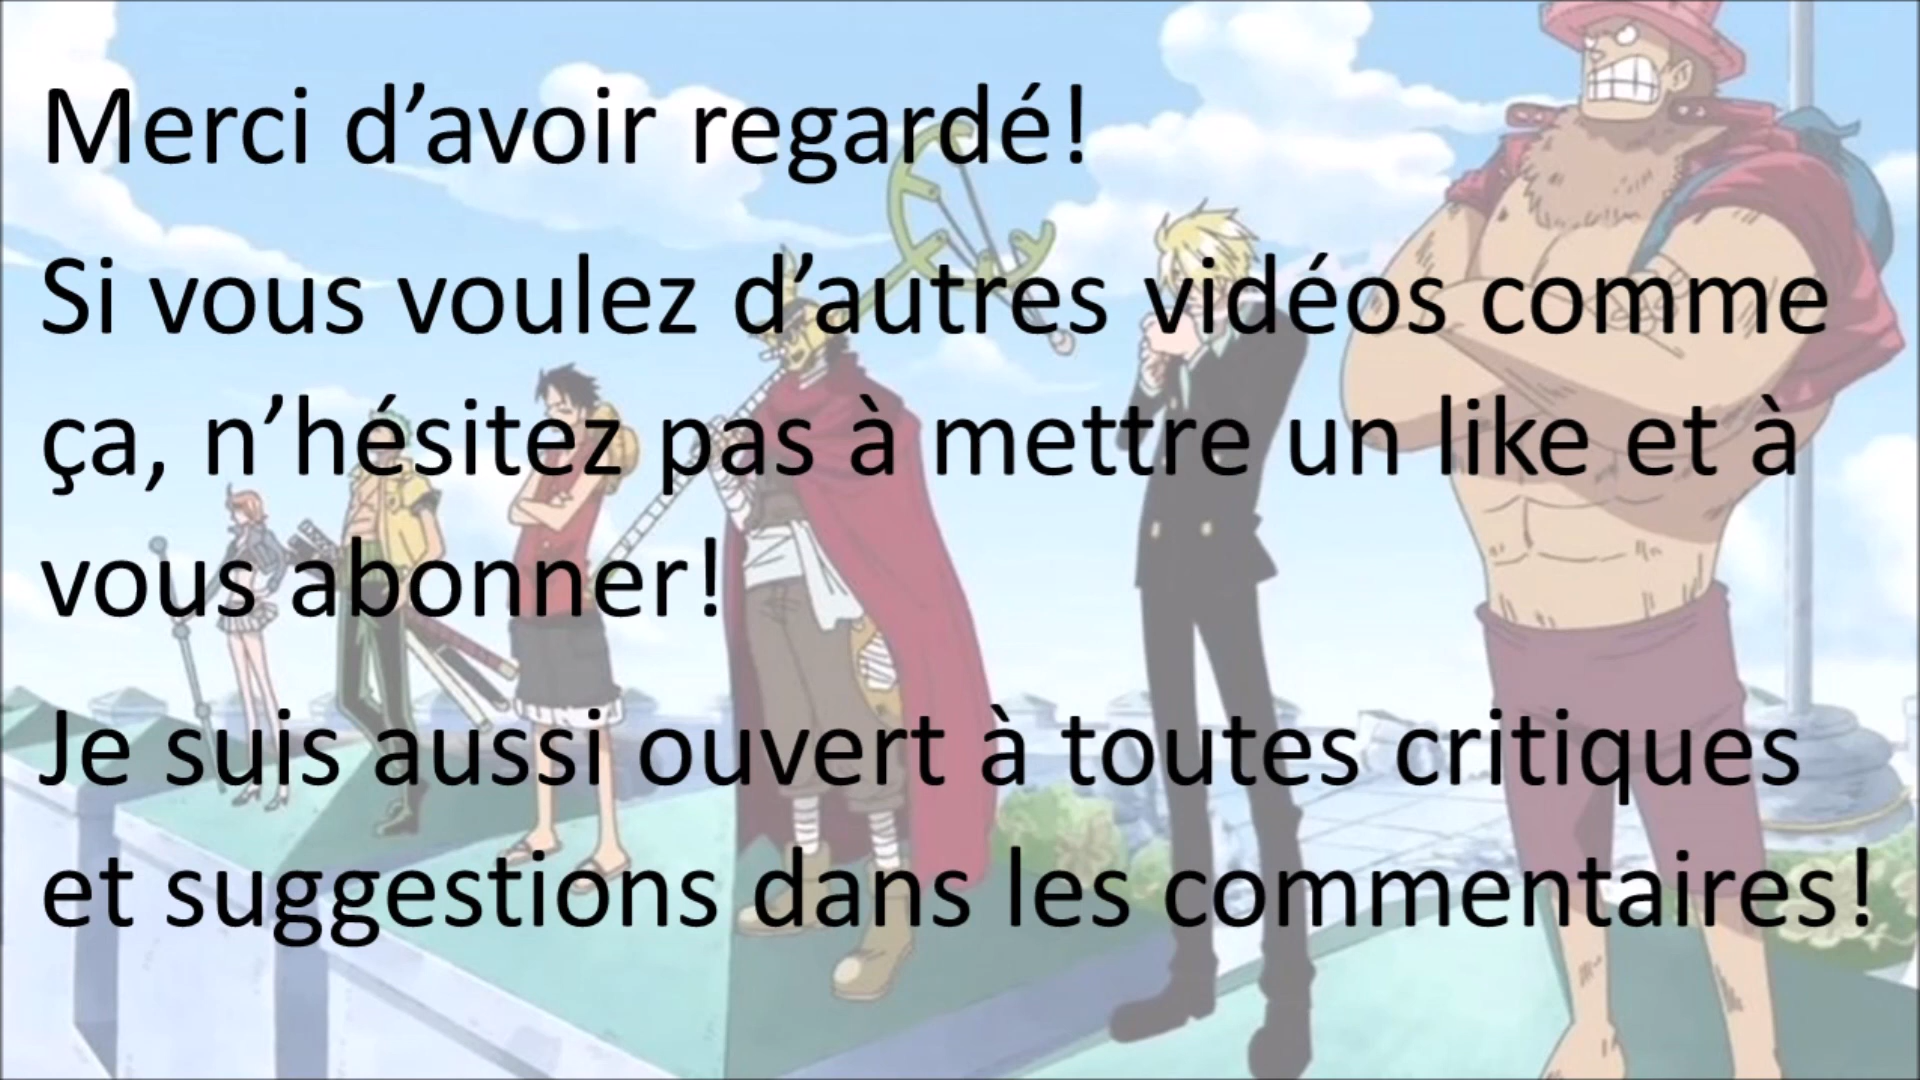 Merci d’avoir regardé!
Si vous voulez d’autres vidéos comme
ça, n’hésitez pas à mettre un like et à
vous abonner!
Je suis aussi ouvert à toutes critiques
et suggestions dans les commentaires!